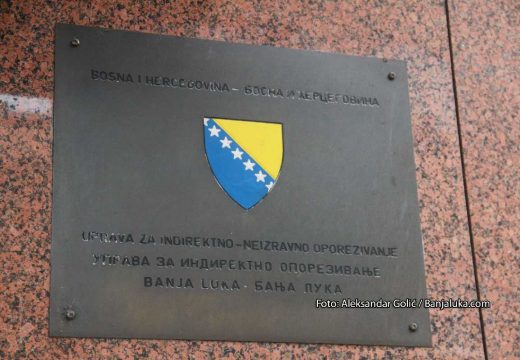 BOSNA I HERCEGOVINA – БОСНА И ХЕРЦЕГОВИНА
UPRAVA ZA INDIREKTNO–NEIZRAVNO OPOREZIVANJE
УПРАВА ЗА ИНДИРЕКТНО ОПОРЕЗИВАЊЕ
BANJA LUKA · БАЊА ЛУКА
Foto: Aleksandar Golić / Banjaluka.com